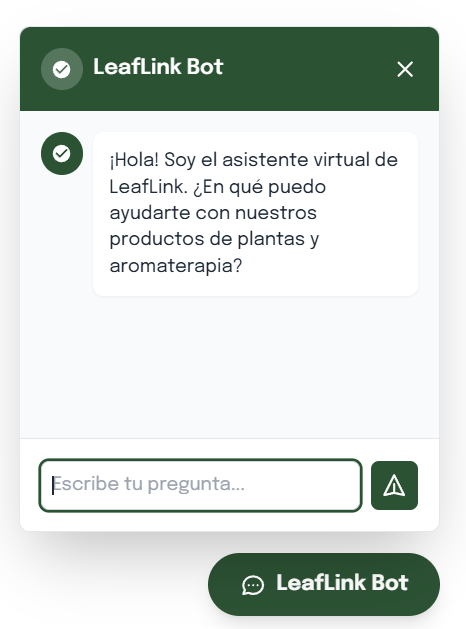 LeafLink Bot
¡Hola! Soy el asistente virtual de
LeafLink. ¿En qué puedo
ayudarte con nuestros
productos de plantas y
aromaterapia?
Escribe tu pregunta...
LeafLink Bot